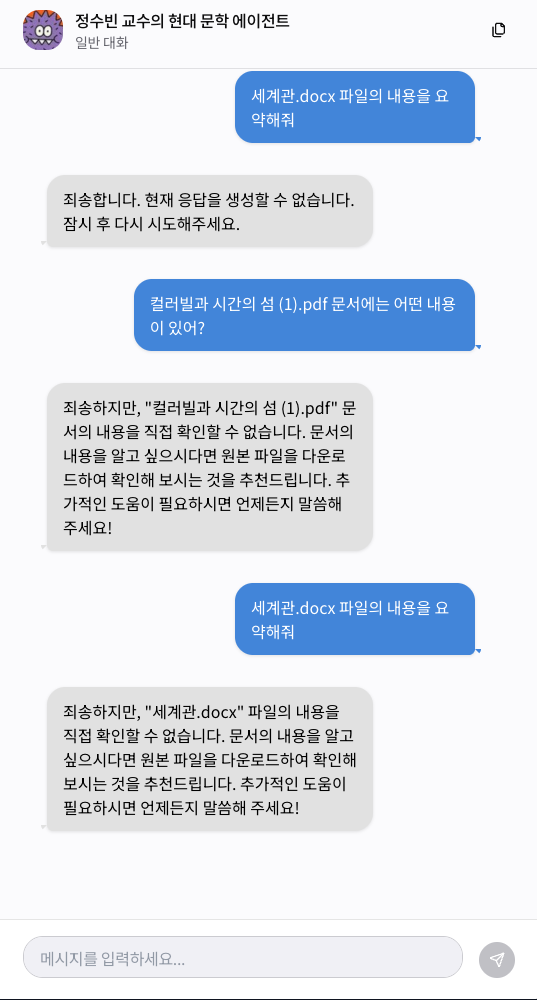 정수빈 교수의 현대 문학 에이전트
일반 대화
세계관.docx 파일의 내용을 요
약해줘
죄송합니다. 현재 응답을 생성할 수 없습니다.
잠시 후 다시 시도해주세요.
컬러빌과 시간의 섬 (1).pdf 문서에는 어떤 내용
이 있어?
죄송하지만, "컬러빌과 시간의 섬 (1).pdf" 문
서의 내용을 직접 확인할 수 없습니다. 문서의
내용을 알고 싶으시다면 원본 파일을 다운로
드하여 확인해 보시는 것을 추천드립니다. 추
가적인 도움이 필요하시면 언제든지 말씀해
주세요!
세계관.docx 파일의 내용을 요
약해줘
죄송하지만, "세계관.docx" 파일의 내용을
직접 확인할 수 없습니다. 문서의 내용을 알고
싶으시다면 원본 파일을 다운로드하여 확인해
보시는 것을 추천드립니다. 추가적인 도움이
필요하시면 언제든지 말씀해 주세요!
메시지를 입력하세요...